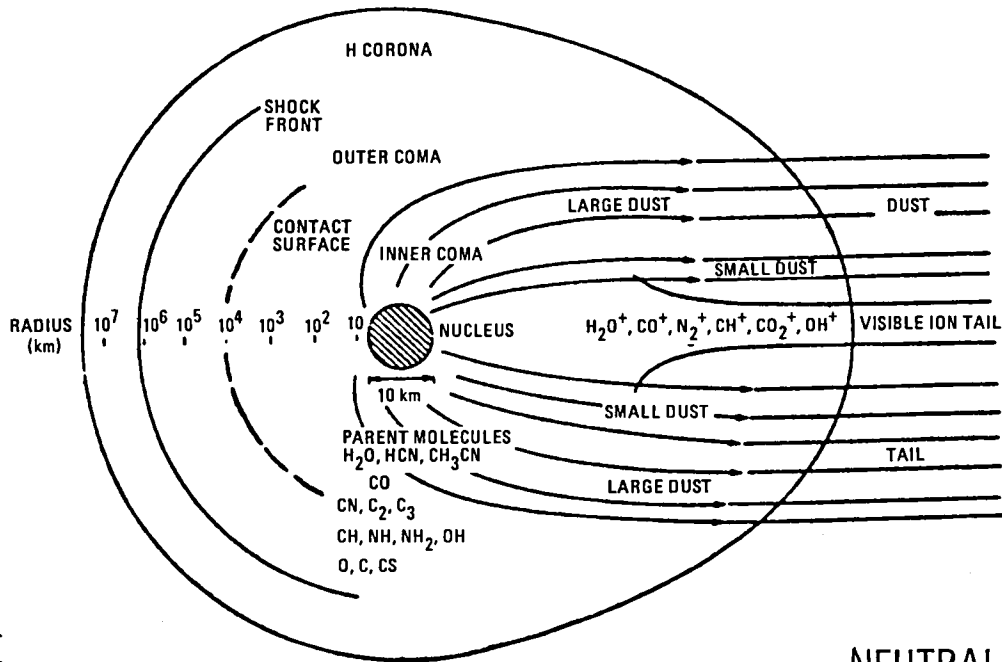 H CORONA
SHOCK
FRONT
OUTER COMA
CONTACT
SURFACE
INNER COMA
LARGE DUST
DUST
SMALL DUST
RADIUS
(km)
10⁷ 10⁶ 10⁵ 10⁴ 10³ 10² 10
NUCLEUS
H₂O⁺, CO⁺, N₂⁺, CH⁺, CO₂⁺, OH⁺
VISIBLE ION TAIL
10 km
SMALL DUST
PARENT MOLECULES
H₂O, HCN, CH₃CN
CO
CN, C₂, C₃
CH, NH, NH₂, OH
O, C, CS
LARGE DUST
TAIL
NEUTRAL